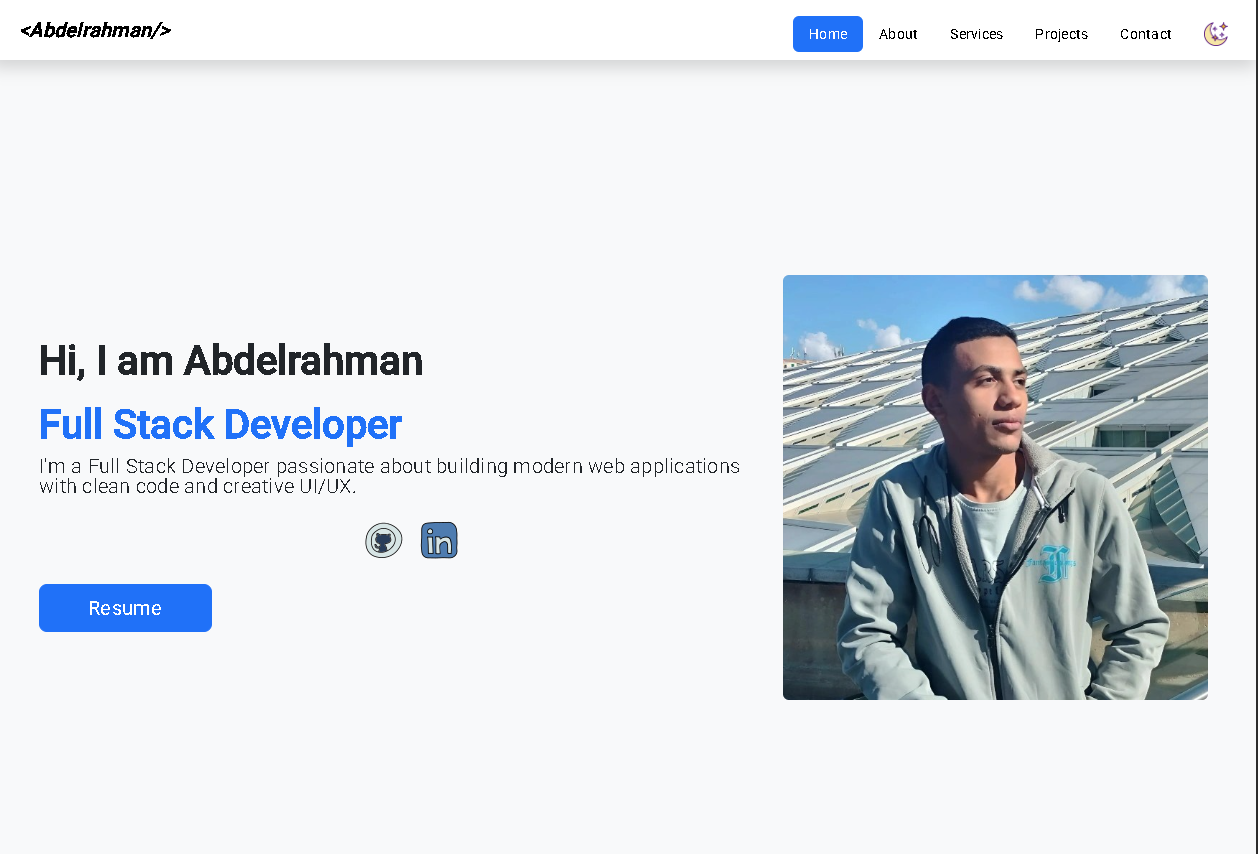 <Abdelrahman/>
Home About Services Projects Contact
Hi, I am Abdelrahman
Full Stack Developer
I'm a Full Stack Developer passionate about building modern web applications
with clean code and creative UI/UX.
in
Resume